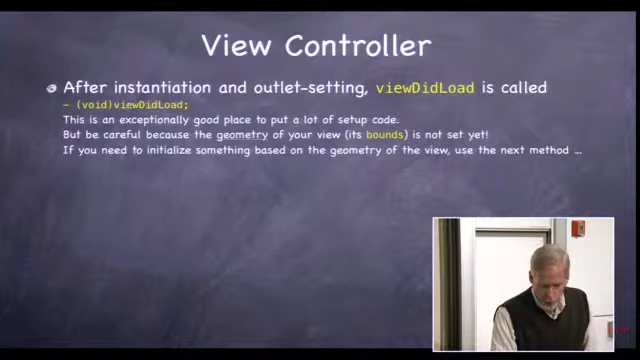 View Controller
After instantiation and outlet-setting, viewDidLoad is called
- (void)viewDidLoad;
This is an exceptionally good place to put a lot of setup code.
But be careful because the geometry of your view (its bounds) is not set yet!
If you need to initialize something based on the geometry of the view, use the next method ...